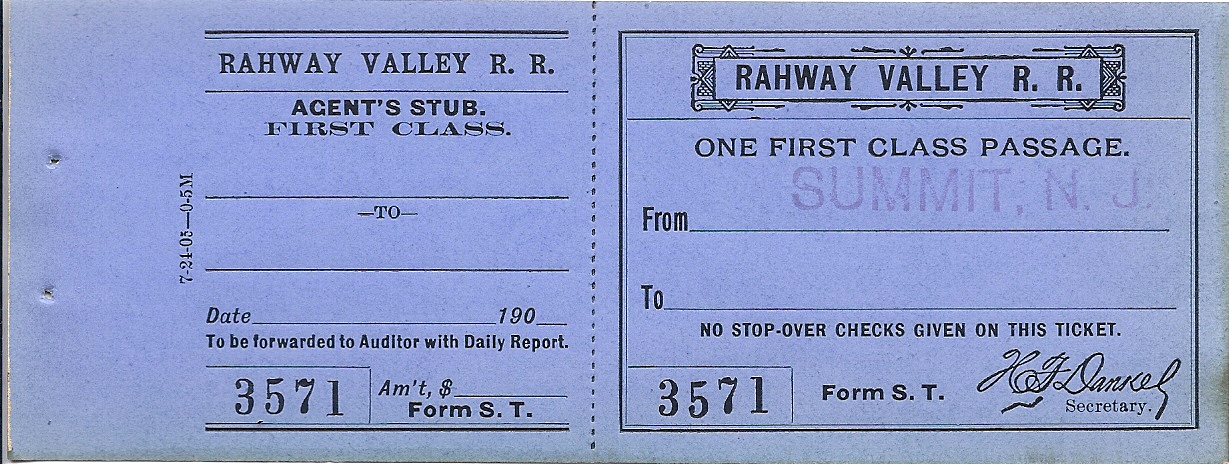 RAHWAY VALLEY R. R.
AGENT'S STUB.
FIRST CLASS.
—TO—
Date 190
To be forwarded to Auditor with Daily Report.
3571
Am't, $
Form S. T.
7-24-05—0-5M
RAHWAY VALLEY R. R.
ONE FIRST CLASS PASSAGE.
SUMMIT, N. J.
From
To
NO STOP-OVER CHECKS GIVEN ON THIS TICKET.
3571
Form S. T.
H F Dankel
Secretary.